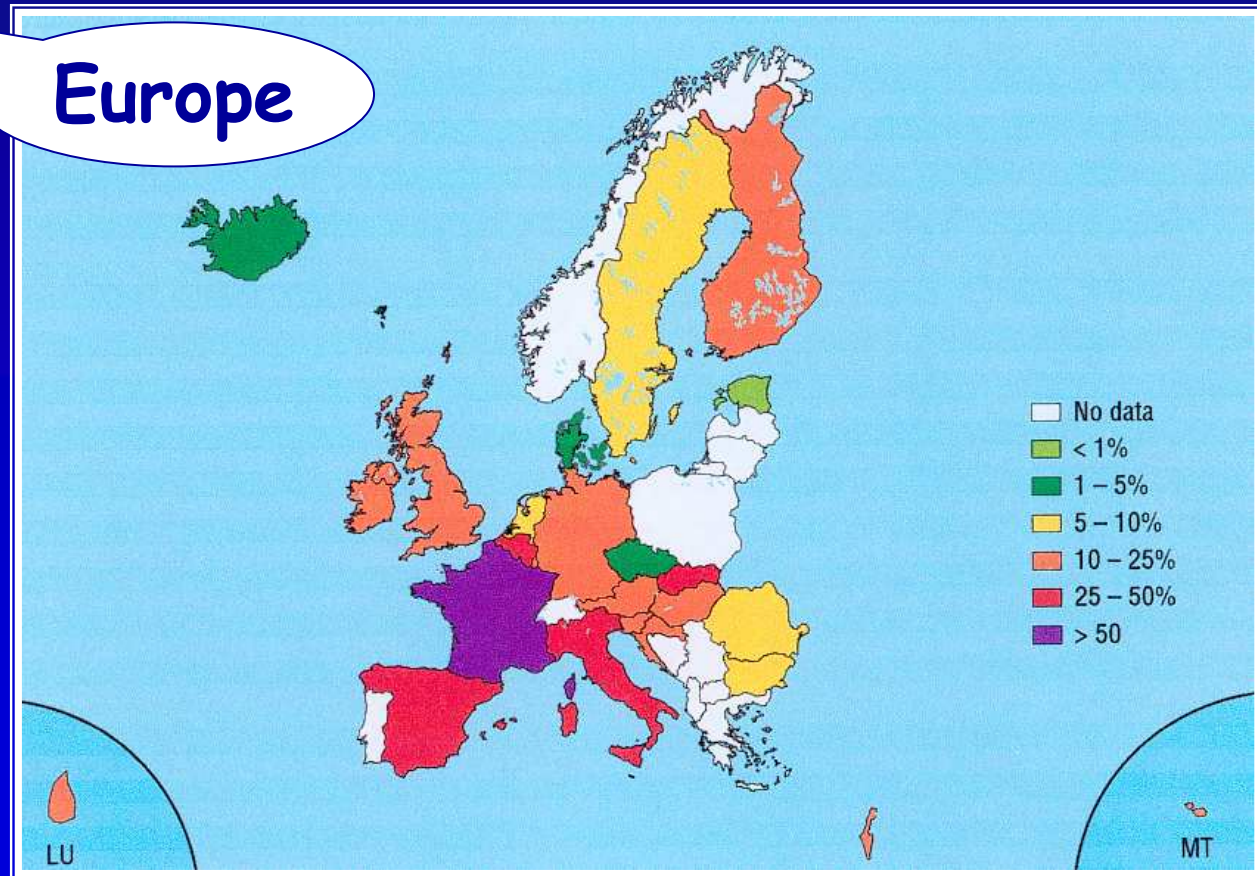 Europe
No data
< 1%
1 – 5%
5 – 10%
10 – 25%
25 – 50%
> 50
LU
MT